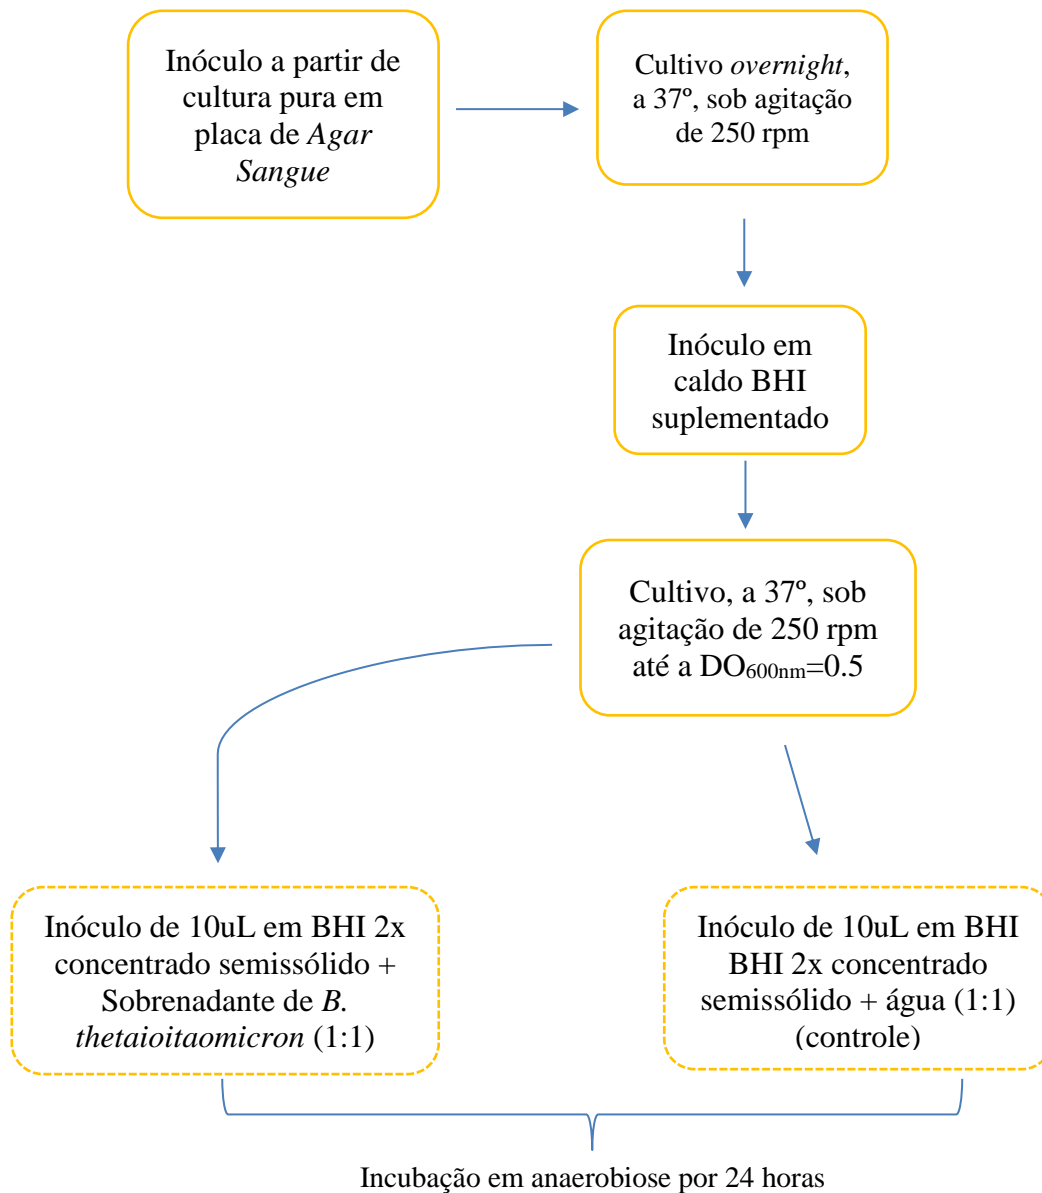 Inóculo a partir de
cultura pura em
placa de Agar
Sangue
Cultivo overnight,
a 37º, sob agitação
de 250 rpm
Inóculo em
caldo BHI
suplementado
Cultivo, a 37º, sob
agitação de 250 rpm
até a DO600nm=0.5
Inóculo de 10uL em BHI 2x
concentrado semissólido +
Sobrenadante de B.
thetaioitaomicron (1:1)
Inóculo de 10uL em BHI
BHI 2x concentrado
semissólido + água (1:1)
(controle)
Incubação em anaerobiose por 24 horas